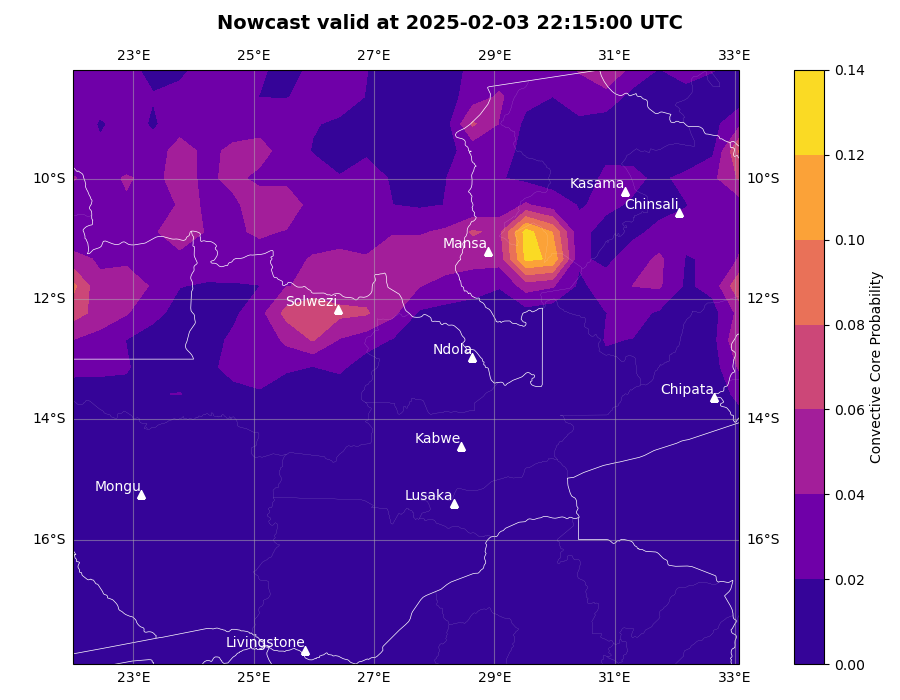 Nowcast valid at 2025-02-03 22:15:00 UTC
23°E 25°E 27°E 29°E 31°E 33°E
0.14
0.12
10°S 10°S
Kasama
Chinsali
0.10
Mansa
12°S 12°S
Solwezi
0.08
Ndola
Chipata
0.06
14°S 14°S
Kabwe
0.04
Mongu
Lusaka
16°S 16°S
0.02
Livingstone
0.00
23°E 25°E 27°E 29°E 31°E 33°E
Convective Core Probability